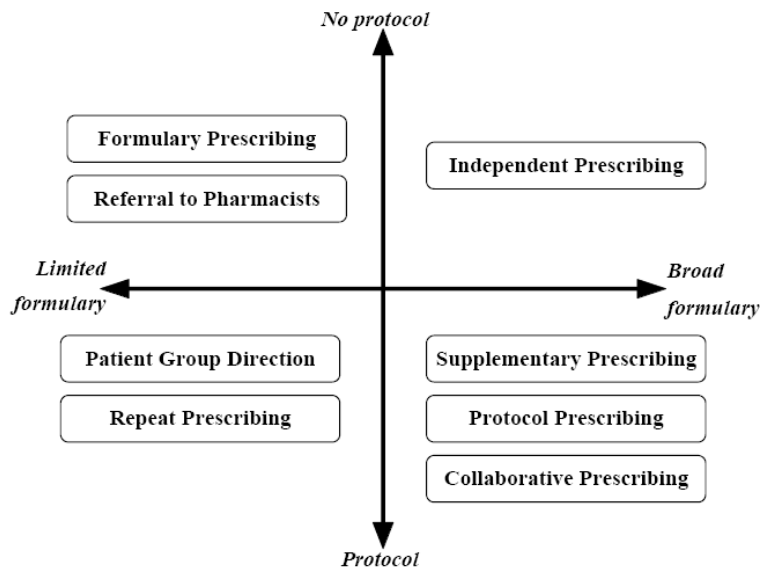 No protocol
Formulary Prescribing
Independent Prescribing
Referral to Pharmacists
Limited
formulary
Broad
formulary
Patient Group Direction
Supplementary Prescribing
Repeat Prescribing
Protocol Prescribing
Collaborative Prescribing
Protocol